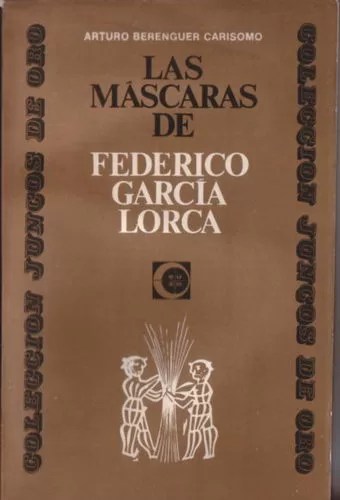 ARTURO BERENGUER CARISOMO
LAS
MÁSCARAS
DE
FEDERICO
GARCÍA
LORCA
COLECCION JUNCOS DE ORO
COLECCION JUNCOS DE ORO